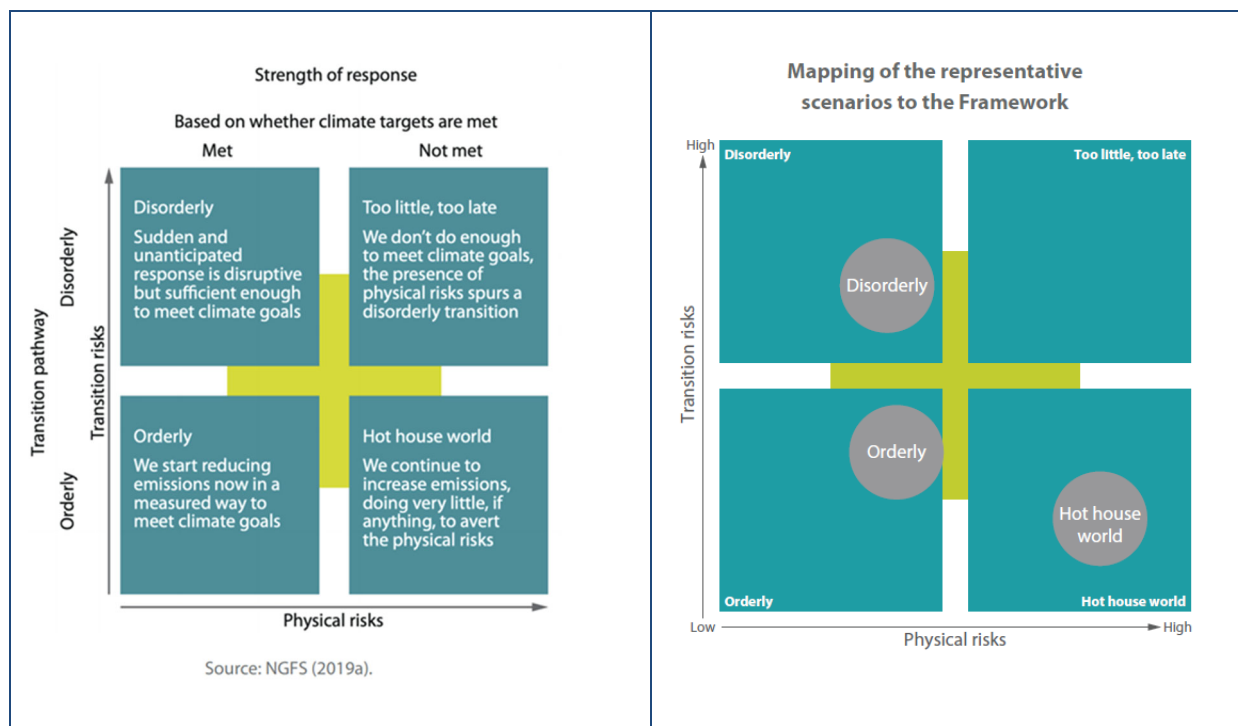 Strength of response
Based on whether climate targets are met
Met
Not met
Transition pathway
Disorderly
Orderly
Transition risks
Disorderly
Sudden and
unanticipated
response is disruptive
but sufficient enough
to meet climate goals
Too little, too late
We don't do enough
to meet climate goals,
the presence of
physical risks spurs a
disorderly transition
Orderly
We start reducing
emissions now in a
measured way to
meet climate goals
Hot house world
We continue to
increase emissions,
doing very little, if
anything, to avert
the physical risks
Physical risks
Source: NGFS (2019a).
Mapping of the representative
scenarios to the Framework
High
Transition risks
Disorderly
Too little, too late
Disorderly
Orderly
Hot house
world
Orderly
Hot house world
Low
Physical risks
High